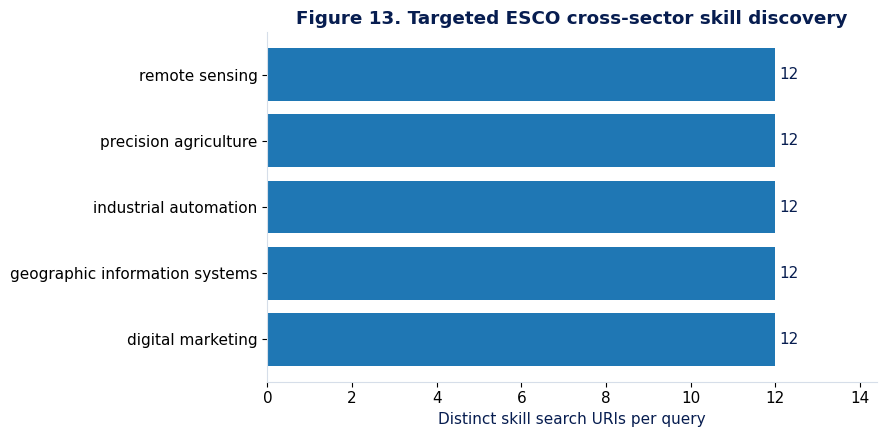 Figure 13. Targeted ESCO cross-sector skill discovery
remote sensing 12
precision agriculture 12
industrial automation 12
geographic information systems 12
digital marketing 12
0 2 4 6 8 10 12 14
Distinct skill search URIs per query